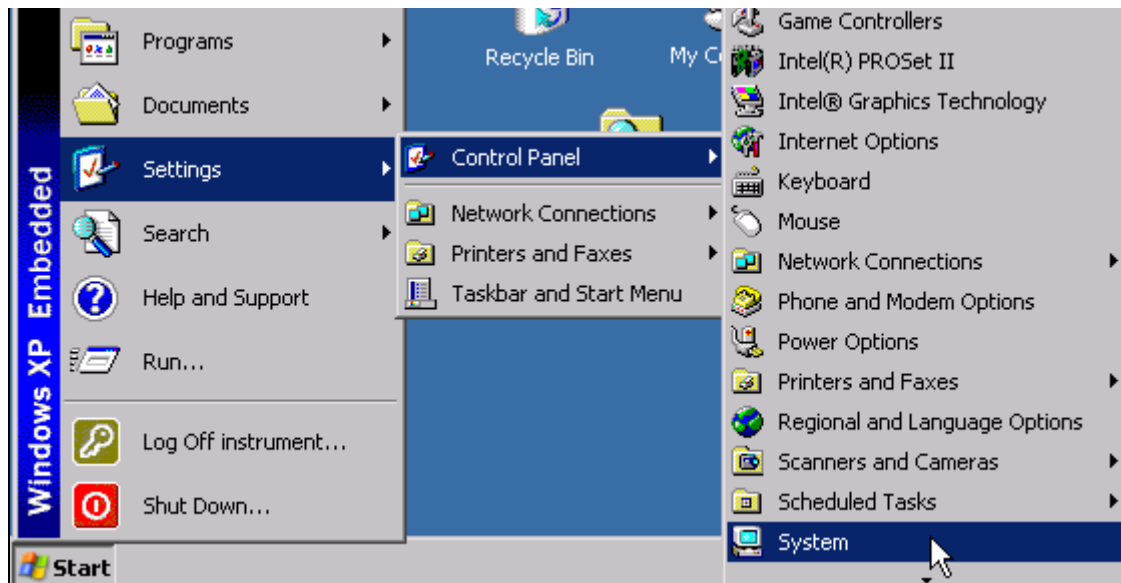 Windows XP Embedded
Programs
Documents
Settings
Search
Help and Support
Run...
Log Off instrument...
Shut Down...
Start
Recycle Bin
My C
Control Panel
Network Connections
Printers and Faxes
Taskbar and Start Menu
Game Controllers
Intel(R) PROSet II
Intel® Graphics Technology
Internet Options
Keyboard
Mouse
Network Connections
Phone and Modem Options
Power Options
Printers and Faxes
Regional and Language Options
Scanners and Cameras
Scheduled Tasks
System